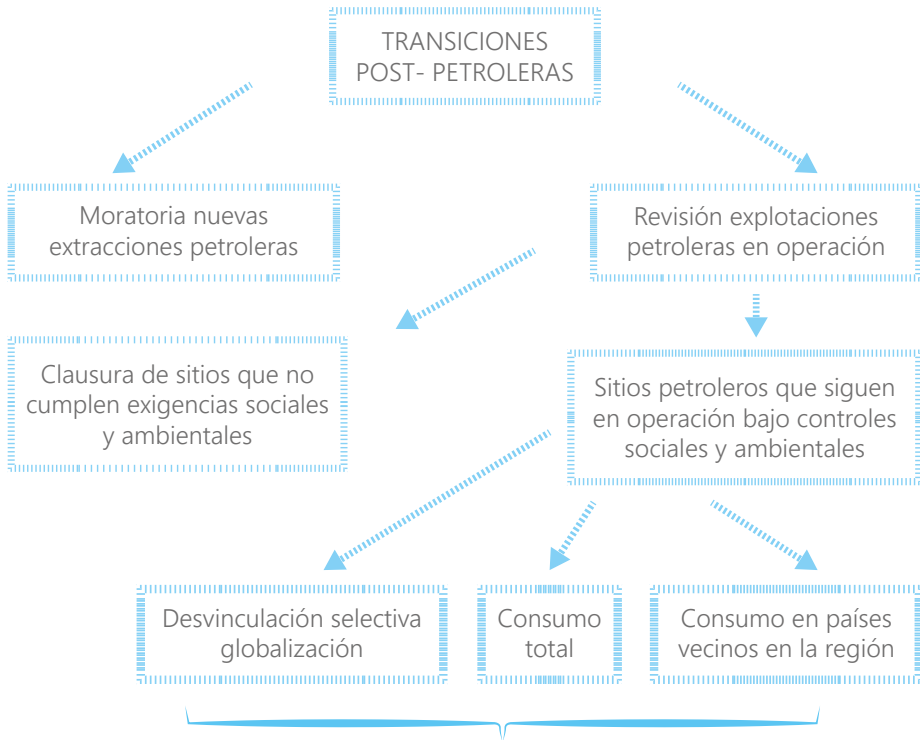 TRANSICIONES
POST- PETROLERAS
Moratoria nuevas
extracciones petroleras
Revisión explotaciones
petroleras en operación
Clausura de sitios que no
cumplen exigencias sociales
y ambientales
Sitios petroleros que siguen
en operación bajo controles
sociales y ambientales
Desvinculación selectiva
globalización
Consumo
total
Consumo en países
vecinos en la región